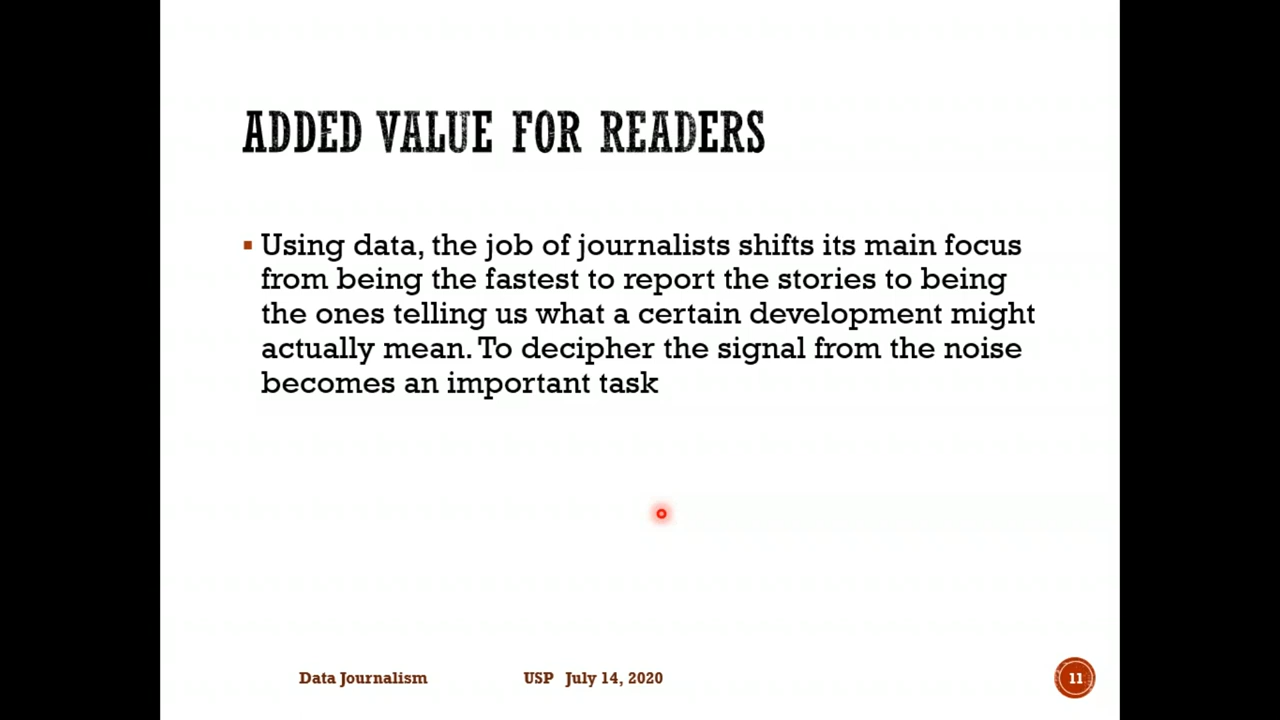 ADDED VALUE FOR READERS
Using data, the job of journalists shifts its main focus
from being the fastest to report the stories to being
the ones telling us what a certain development might
actually mean. To decipher the signal from the noise
becomes an important task
Data Journalism USP July 14, 2020 11